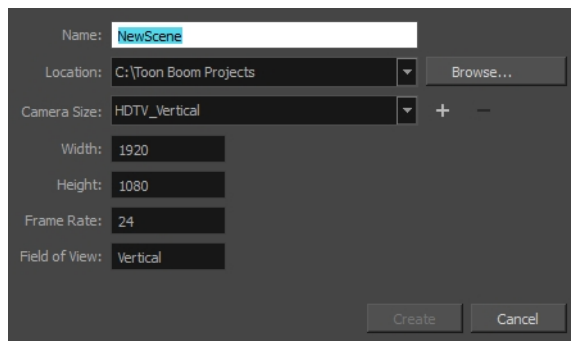 Name: NewScene
Location: C:\Toon Boom Projects Browse...
Camera Size: HDTV_Vertical + −
Width: 1920
Height: 1080
Frame Rate: 24
Field of View: Vertical
Create Cancel